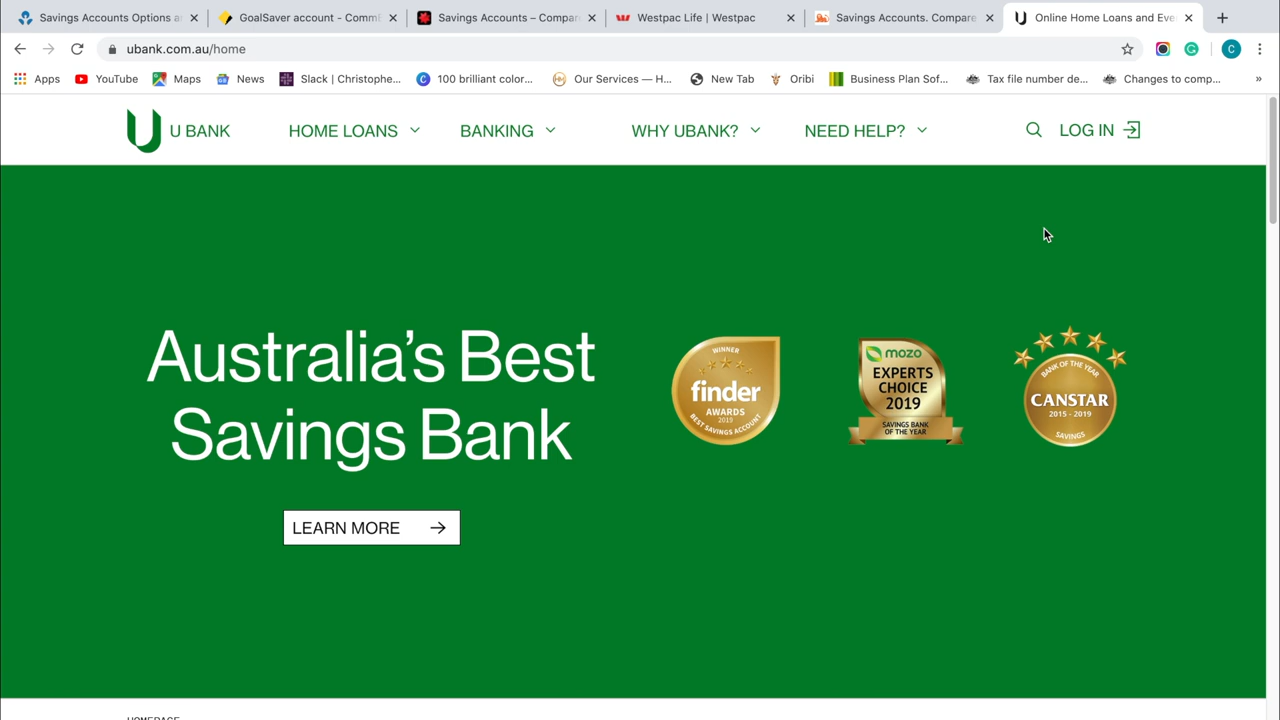 Savings Accounts Options a
GoalSaver account - Comm
Savings Accounts – Compar
Westpac Life | Westpac
Savings Accounts. Compare
Online Home Loans and Eve
ubank.com.au/home
C
Apps
YouTube
Maps
News
Slack | Christophe...
100 brilliant color...
Our Services — H...
New Tab
Oribi
Business Plan Sof...
Tax file number de...
Changes to comp...
»
U BANK
HOME LOANS
BANKING
WHY UBANK?
NEED HELP?
LOG IN
Australia's Best
Savings Bank
LEARN MORE
WINNER
finder
AWARDS
2019
BEST SAVINGS ACCOUNT
mozo
EXPERTS
CHOICE
2019
SAVINGS BANK
OF THE YEAR
BANK OF THE YEAR
CANSTAR
2015 - 2019
SAVINGS
HOMEPAGE